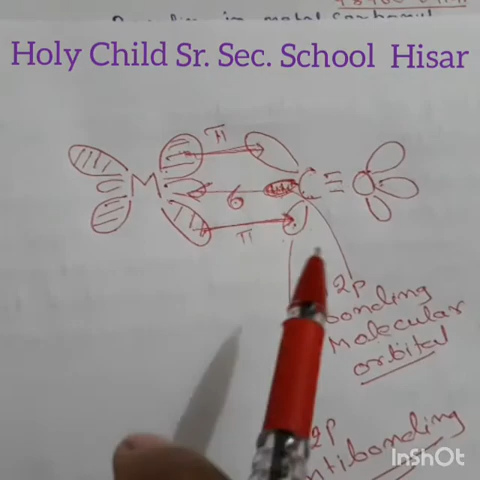 Holy Child Sr. Sec. School Hisar
π
M
σ
C ≡ O
π
2p
bonding
molecular
orbital
2p
antibonding
InShOt